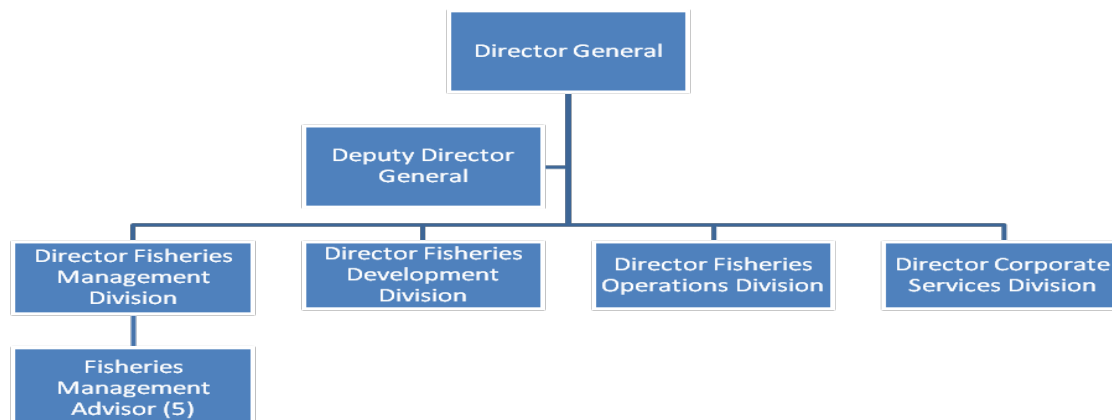 Director General
Deputy Director
General
Director Fisheries
Management
Division
Director Fisheries
Development
Division
Director Fisheries
Operations Division
Director Corporate
Services Division
Fisheries
Management
Advisor (5)